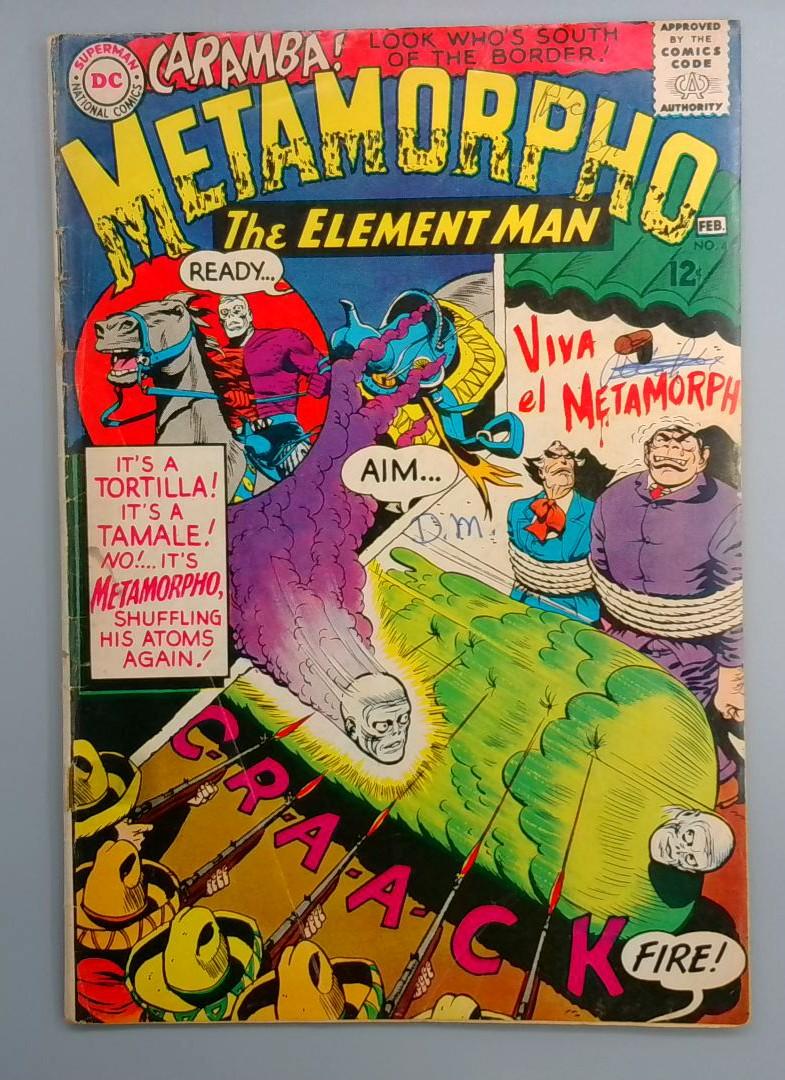 SUPERMAN
DC
NATIONAL COMICS
CARAMBA! LOOK WHO'S SOUTH
OF THE BORDER!
APPROVED
BY THE
COMICS
CODE
CA
AUTHORITY
METAMORPHO
THE ELEMENT MAN
FEB.
NO. 4
12¢
READY...
VIVA
el METAMORPH
AIM...
D.M.
IT'S A
TORTILLA!
IT'S A
TAMALE!
NO!... IT'S
METAMORPHO,
SHUFFLING
HIS ATOMS
AGAIN!
C-R-A-A-C K
FIRE!